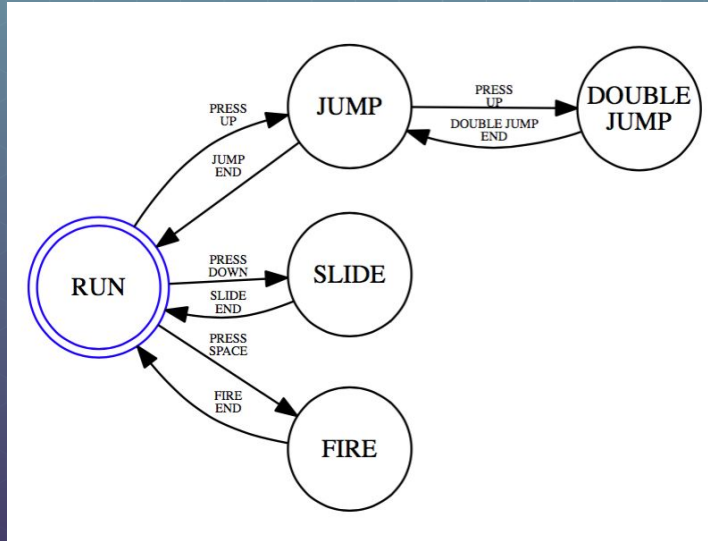 PRESS
UP
JUMP
PRESS
UP
DOUBLE
JUMP
DOUBLE JUMP
END
JUMP
END
RUN
PRESS
DOWN
SLIDE
SLIDE
END
PRESS
SPACE
FIRE
END
FIRE